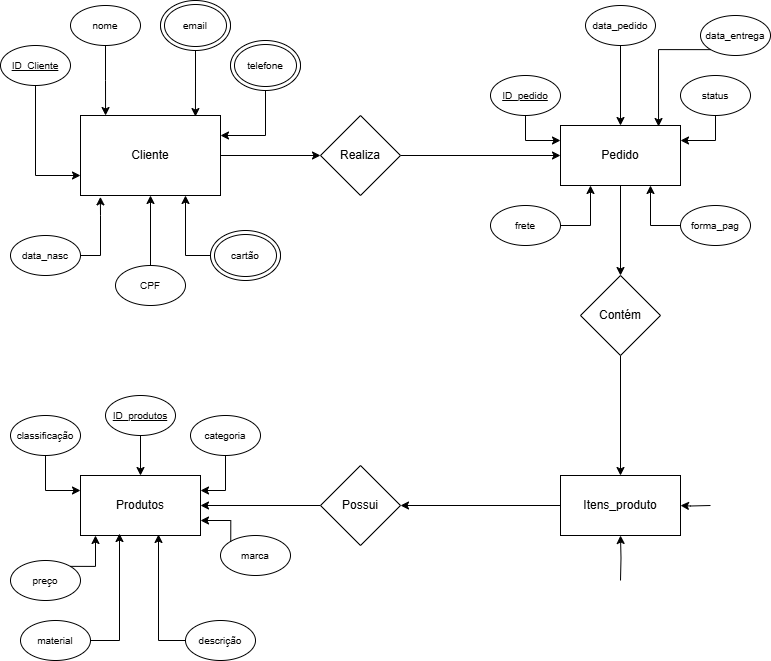 nome
email
data_pedido
data_entrega
ID_Cliente
telefone
ID_pedido
status
Cliente
Realiza
Pedido
data_nasc
CPF
cartão
frete
forma_pag
Contém
classificação
ID_produtos
categoria
Produtos
Possui
Itens_produto
preço
marca
material
descrição